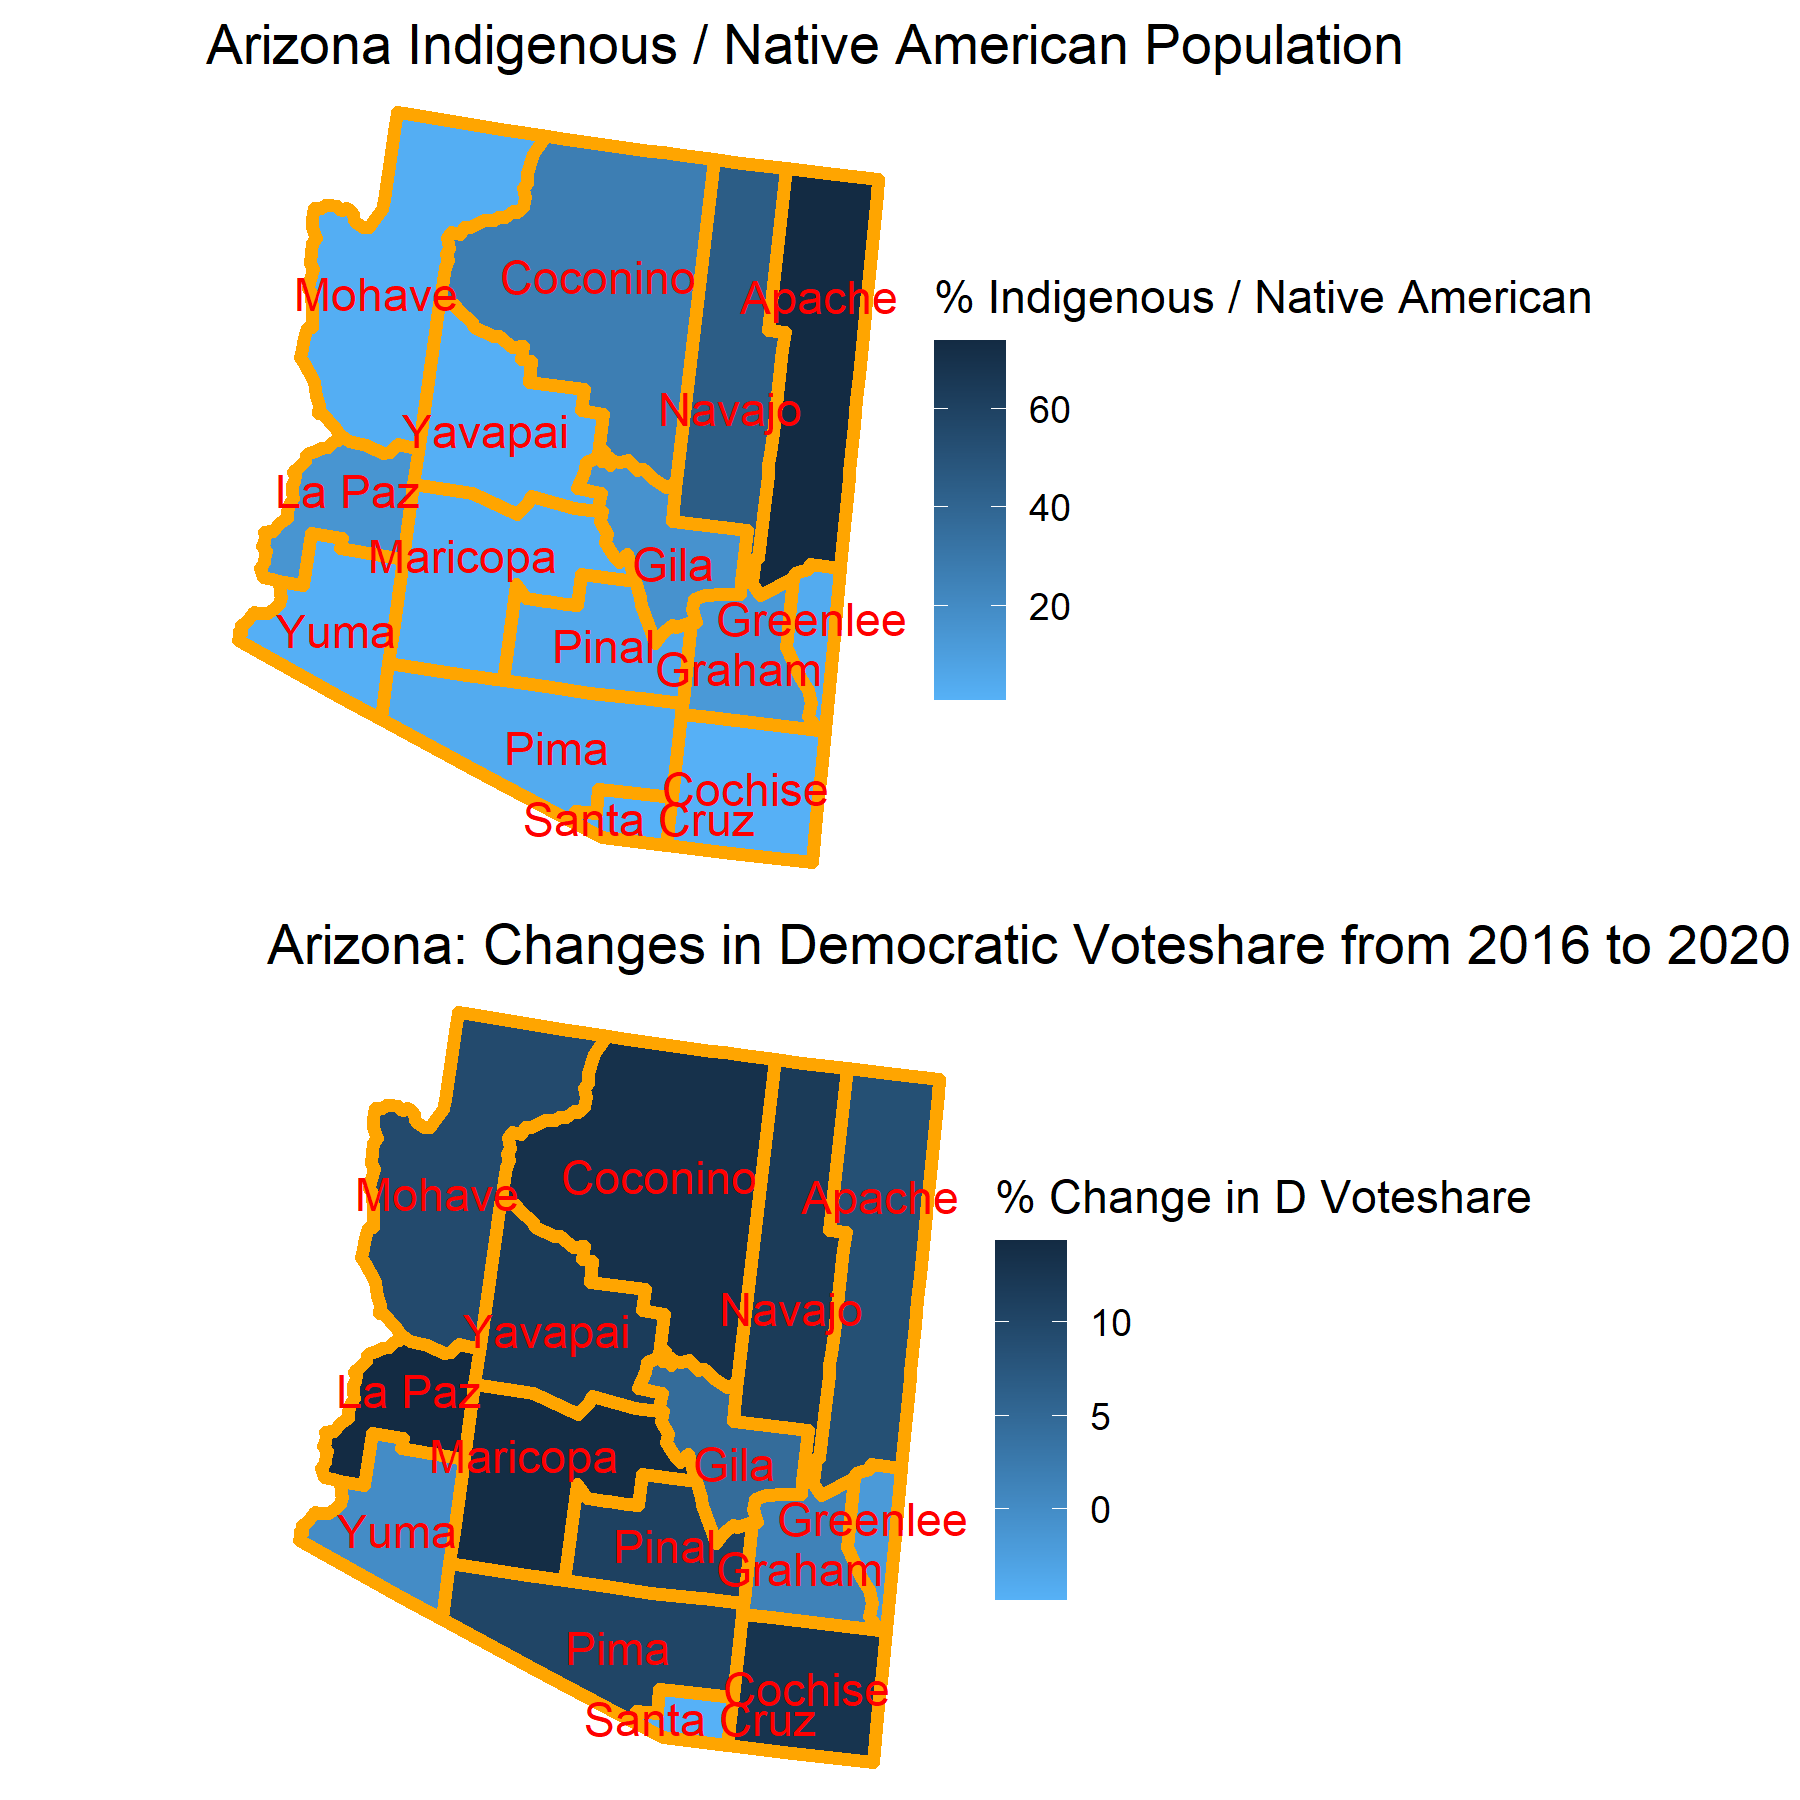 Arizona Indigenous / Native American Population
Mohave
Coconino
Apache
Navajo
Yavapai
La Paz
Maricopa
Gila
Greenlee
Yuma
Pinal
Graham
Pima
Cochise
Santa Cruz
% Indigenous / Native American
60
40
20
Arizona: Changes in Democratic Voteshare from 2016 to 2020
Mohave
Coconino
Apache
Navajo
Yavapai
La Paz
Maricopa
Gila
Greenlee
Yuma
Pinal
Graham
Pima
Cochise
Santa Cruz
% Change in D Voteshare
10
5
0